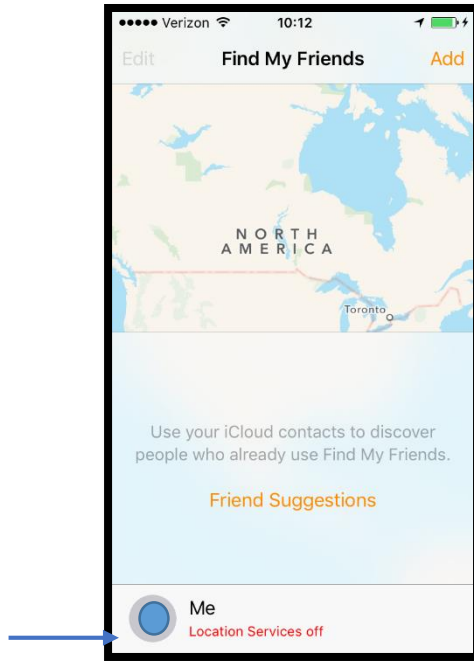 Verizon 10:12
Edit Find My Friends Add
NORTH
AMERICA
Toronto
Use your iCloud contacts to discover
people who already use Find My Friends.
Friend Suggestions
Me
Location Services off